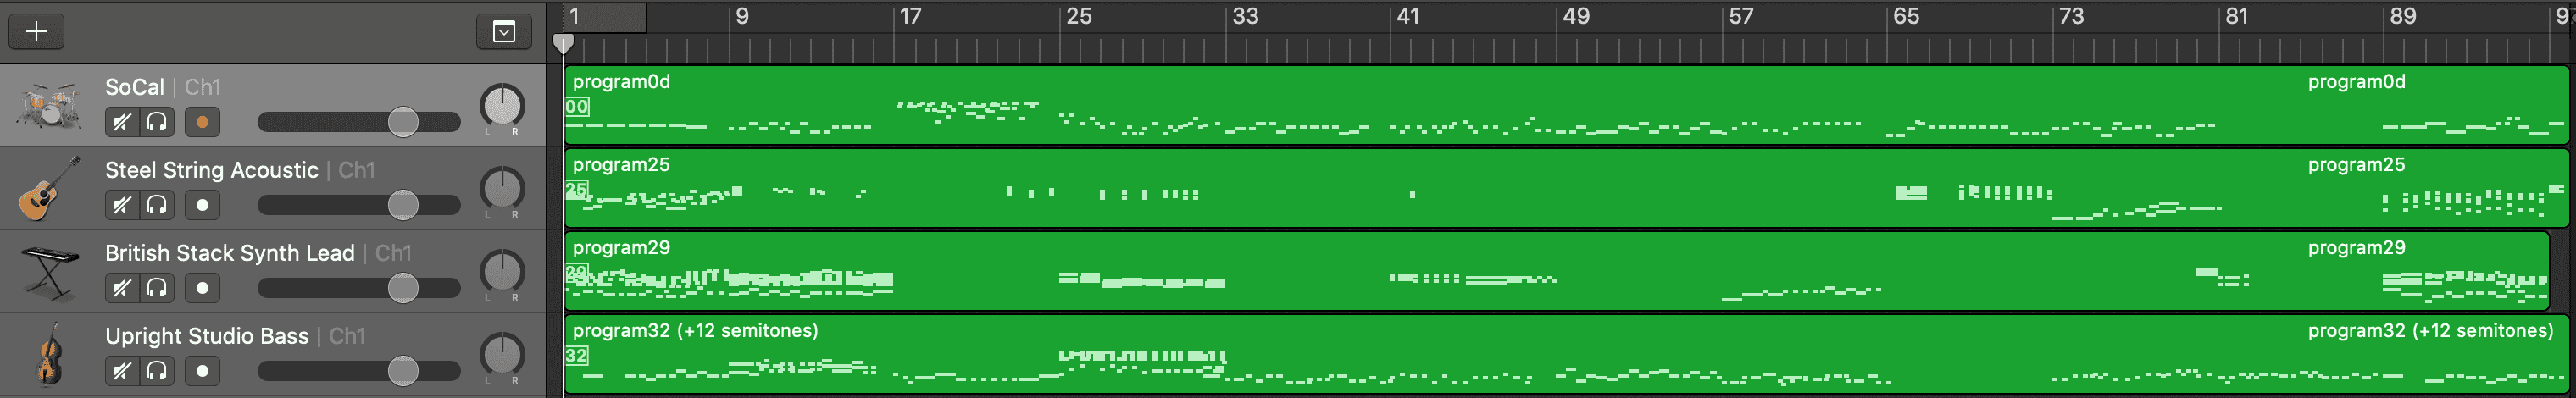 1 9 17 25 33 41 49 57 65 73 81 89 9
SoCal | Ch1
L R
program0d program0d
00
Steel String Acoustic | Ch1
L R
program25 program25
25
British Stack Synth Lead | Ch1
L R
program29 program29
29
Upright Studio Bass | Ch1
L R
program32 (+12 semitones) program32 (+12 semitones)
32